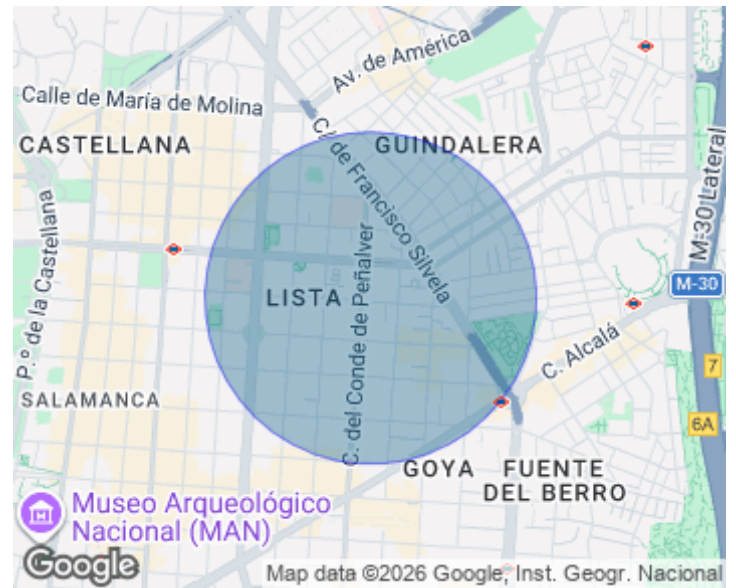 Av. de América
Calle de María de Molina
CASTELLANA
GUINDALERA
C. de Francisco Silvela
M-30 Lateral
P.º de la Castellana
C. del Conde de Peñalver
LISTA
M-30
C. Alcalá
7
SALAMANCA
6A
GOYA
FUENTE
DEL BERRO
Museo Arqueológico
Nacional (MAN)
Google
Map data ©2026 Google, Inst. Geogr. Nacional